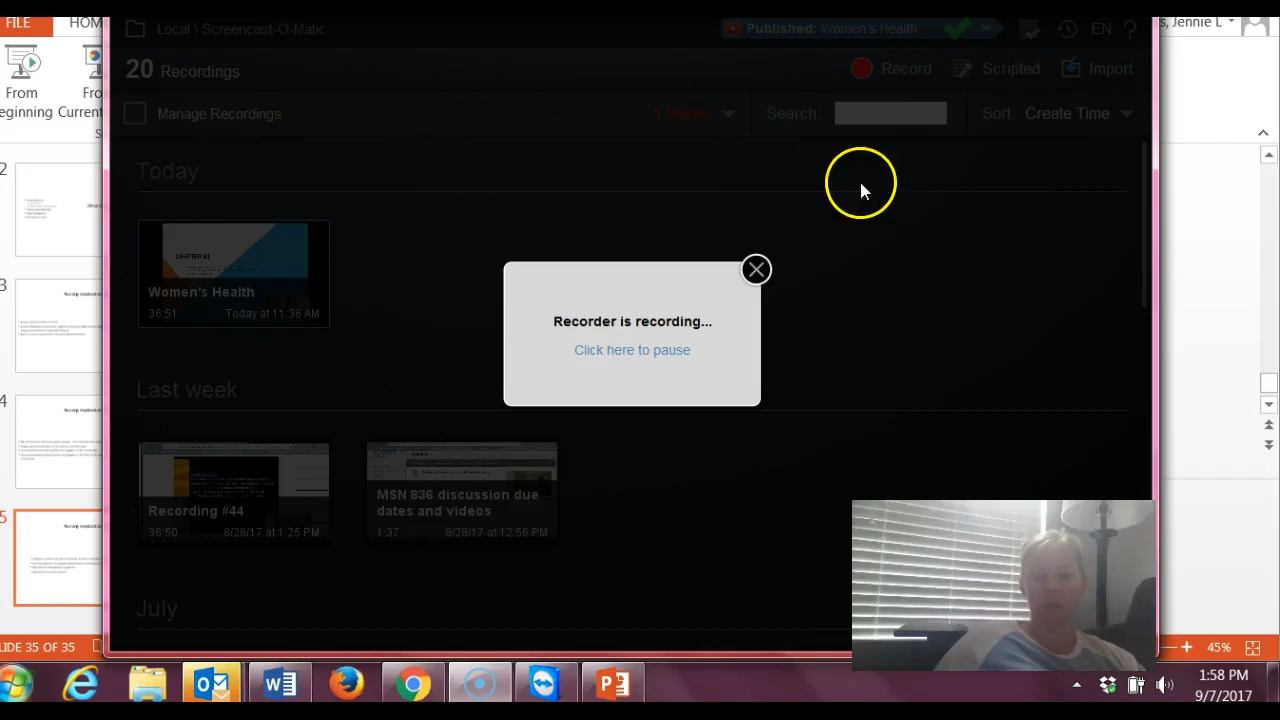 FILE
HOM
s, Jennie L
Local \ Screencast-O-Matic
Published: Women's Health
EN ?
20 Recordings
Record
Scripted
Import
From
eginning
Fro
Current
S
Manage Recordings
Search:
Sort: Create Time
2
Today
CHAPTER 61
Women's Health
36:51 Today at 11:36 AM
3
Recorder is recording...
Click here to pause
Last week
4
Recording #44
36:50 8/28/17 at 1:25 PM
MSN 836 discussion due
dates and videos
1:37 8/28/17 at 12:56 PM
5
July
LIDE 35 OF 35
45%
1:58 PM
9/7/2017